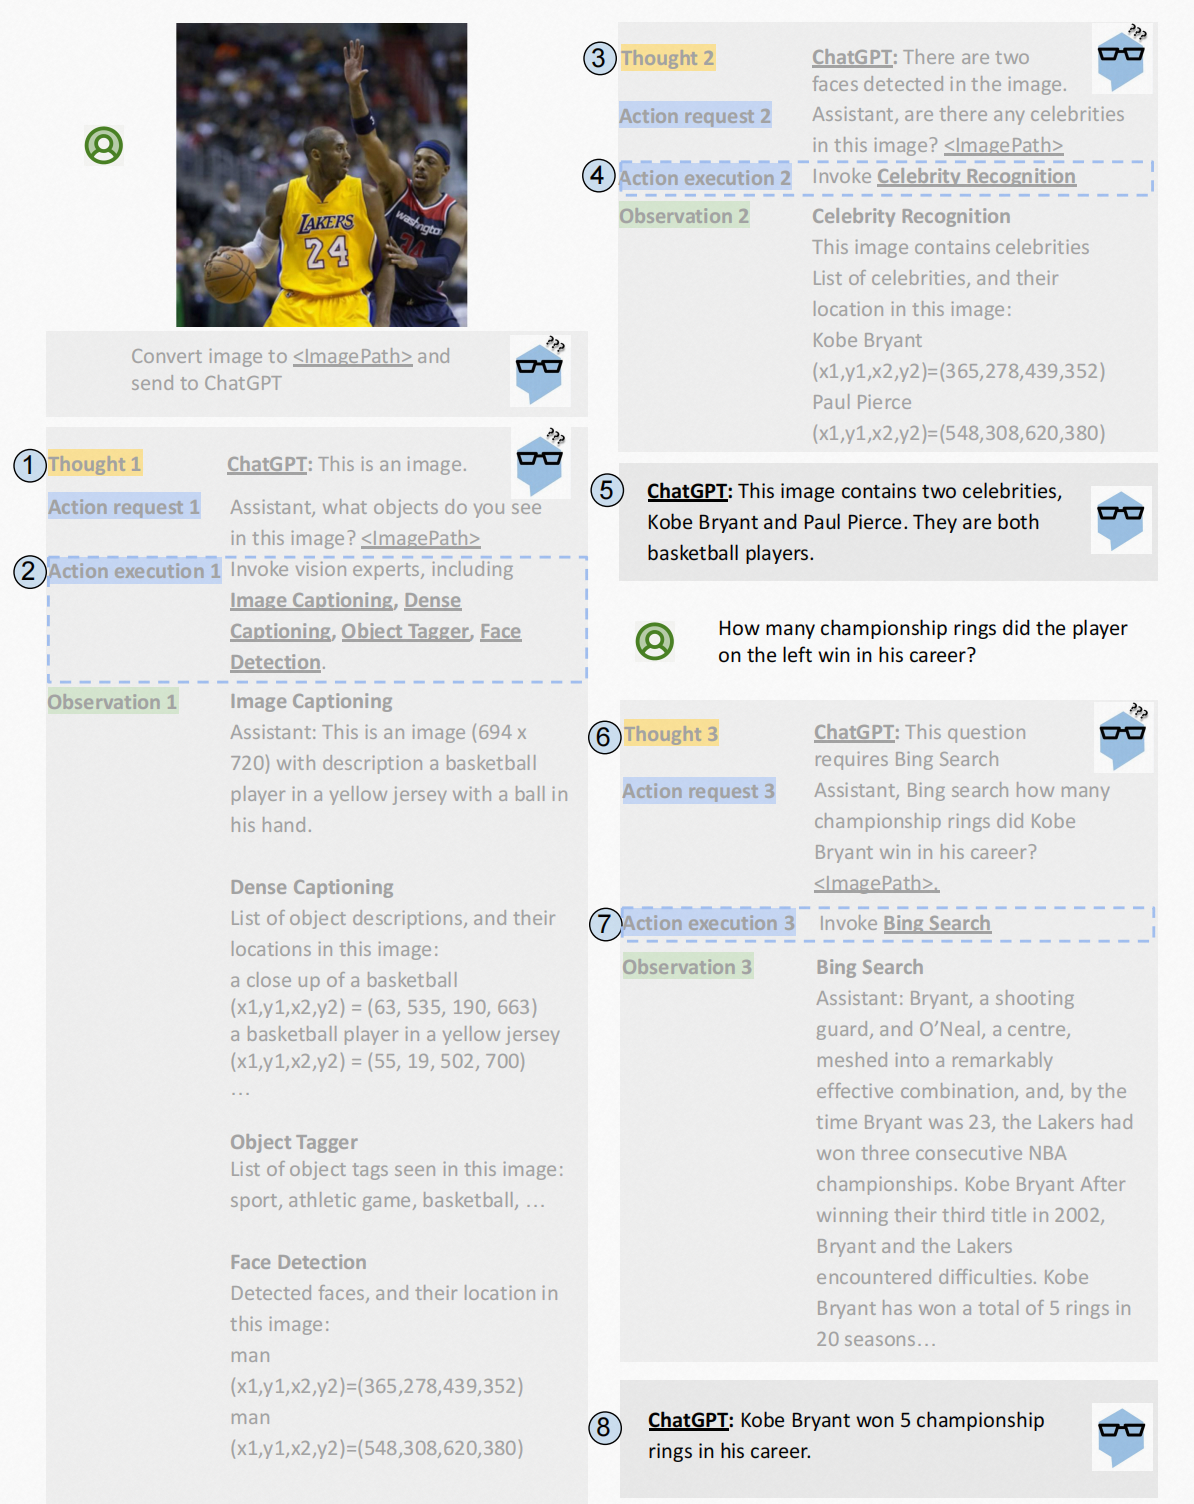 LAKERS
24
washington
Convert image to <ImagePath> and
send to ChatGPT
???
1
Thought 1
ChatGPT: This is an image.
???
Action request 1
Assistant, what objects do you see
in this image? <ImagePath>
2
Action execution 1
Invoke vision experts, including
Image Captioning, Dense
Captioning, Object Tagger, Face
Detection.
Observation 1
Image Captioning
Assistant: This is an image (694 x
720) with description a basketball
player in a yellow jersey with a ball in
his hand.
Dense Captioning
List of object descriptions, and their
locations in this image:
a close up of a basketball
(x1,y1,x2,y2) = (63, 535, 190, 663)
a basketball player in a yellow jersey
(x1,y1,x2,y2) = (55, 19, 502, 700)
…
Object Tagger
List of object tags seen in this image:
sport, athletic game, basketball, …
Face Detection
Detected faces, and their location in
this image:
man
(x1,y1,x2,y2)=(365,278,439,352)
man
(x1,y1,x2,y2)=(548,308,620,380)
3
Thought 2
ChatGPT: There are two
faces detected in the image.
???
Action request 2
Assistant, are there any celebrities
in this image? <ImagePath>
4
Action execution 2
Invoke Celebrity Recognition
Observation 2
Celebrity Recognition
This image contains celebrities
List of celebrities, and their
location in this image:
Kobe Bryant
(x1,y1,x2,y2)=(365,278,439,352)
Paul Pierce
(x1,y1,x2,y2)=(548,308,620,380)
5
ChatGPT: This image contains two celebrities,
Kobe Bryant and Paul Pierce. They are both
basketball players.
How many championship rings did the player
on the left win in his career?
6
Thought 3
ChatGPT: This question
requires Bing Search
???
Action request 3
Assistant, Bing search how many
championship rings did Kobe
Bryant win in his career?
<ImagePath>.
7
Action execution 3
Invoke Bing Search
Observation 3
Bing Search
Assistant: Bryant, a shooting
guard, and O’Neal, a centre,
meshed into a remarkably
effective combination, and, by the
time Bryant was 23, the Lakers had
won three consecutive NBA
championships. Kobe Bryant After
winning their third title in 2002,
Bryant and the Lakers
encountered difficulties. Kobe
Bryant has won a total of 5 rings in
20 seasons…
8
ChatGPT: Kobe Bryant won 5 championship
rings in his career.